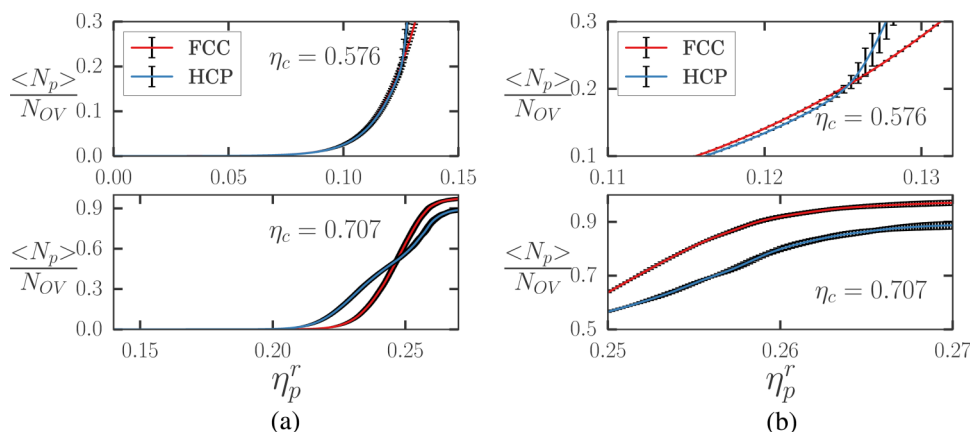 0.3
0.2
0.1
0.0
<N_p>
N_OV
FCC
HCP
η_c = 0.576
0.00 0.05 0.10 0.15
0.9
0.6
0.3
0.0
<N_p>
N_OV
η_c = 0.707
0.15 0.20 0.25
η_p^r
(a)
0.3
0.2
0.1
<N_p>
N_OV
FCC
HCP
η_c = 0.576
0.11 0.12 0.13
0.9
0.7
0.5
<N_p>
N_OV
η_c = 0.707
0.25 0.26 0.27
η_p^r
(b)